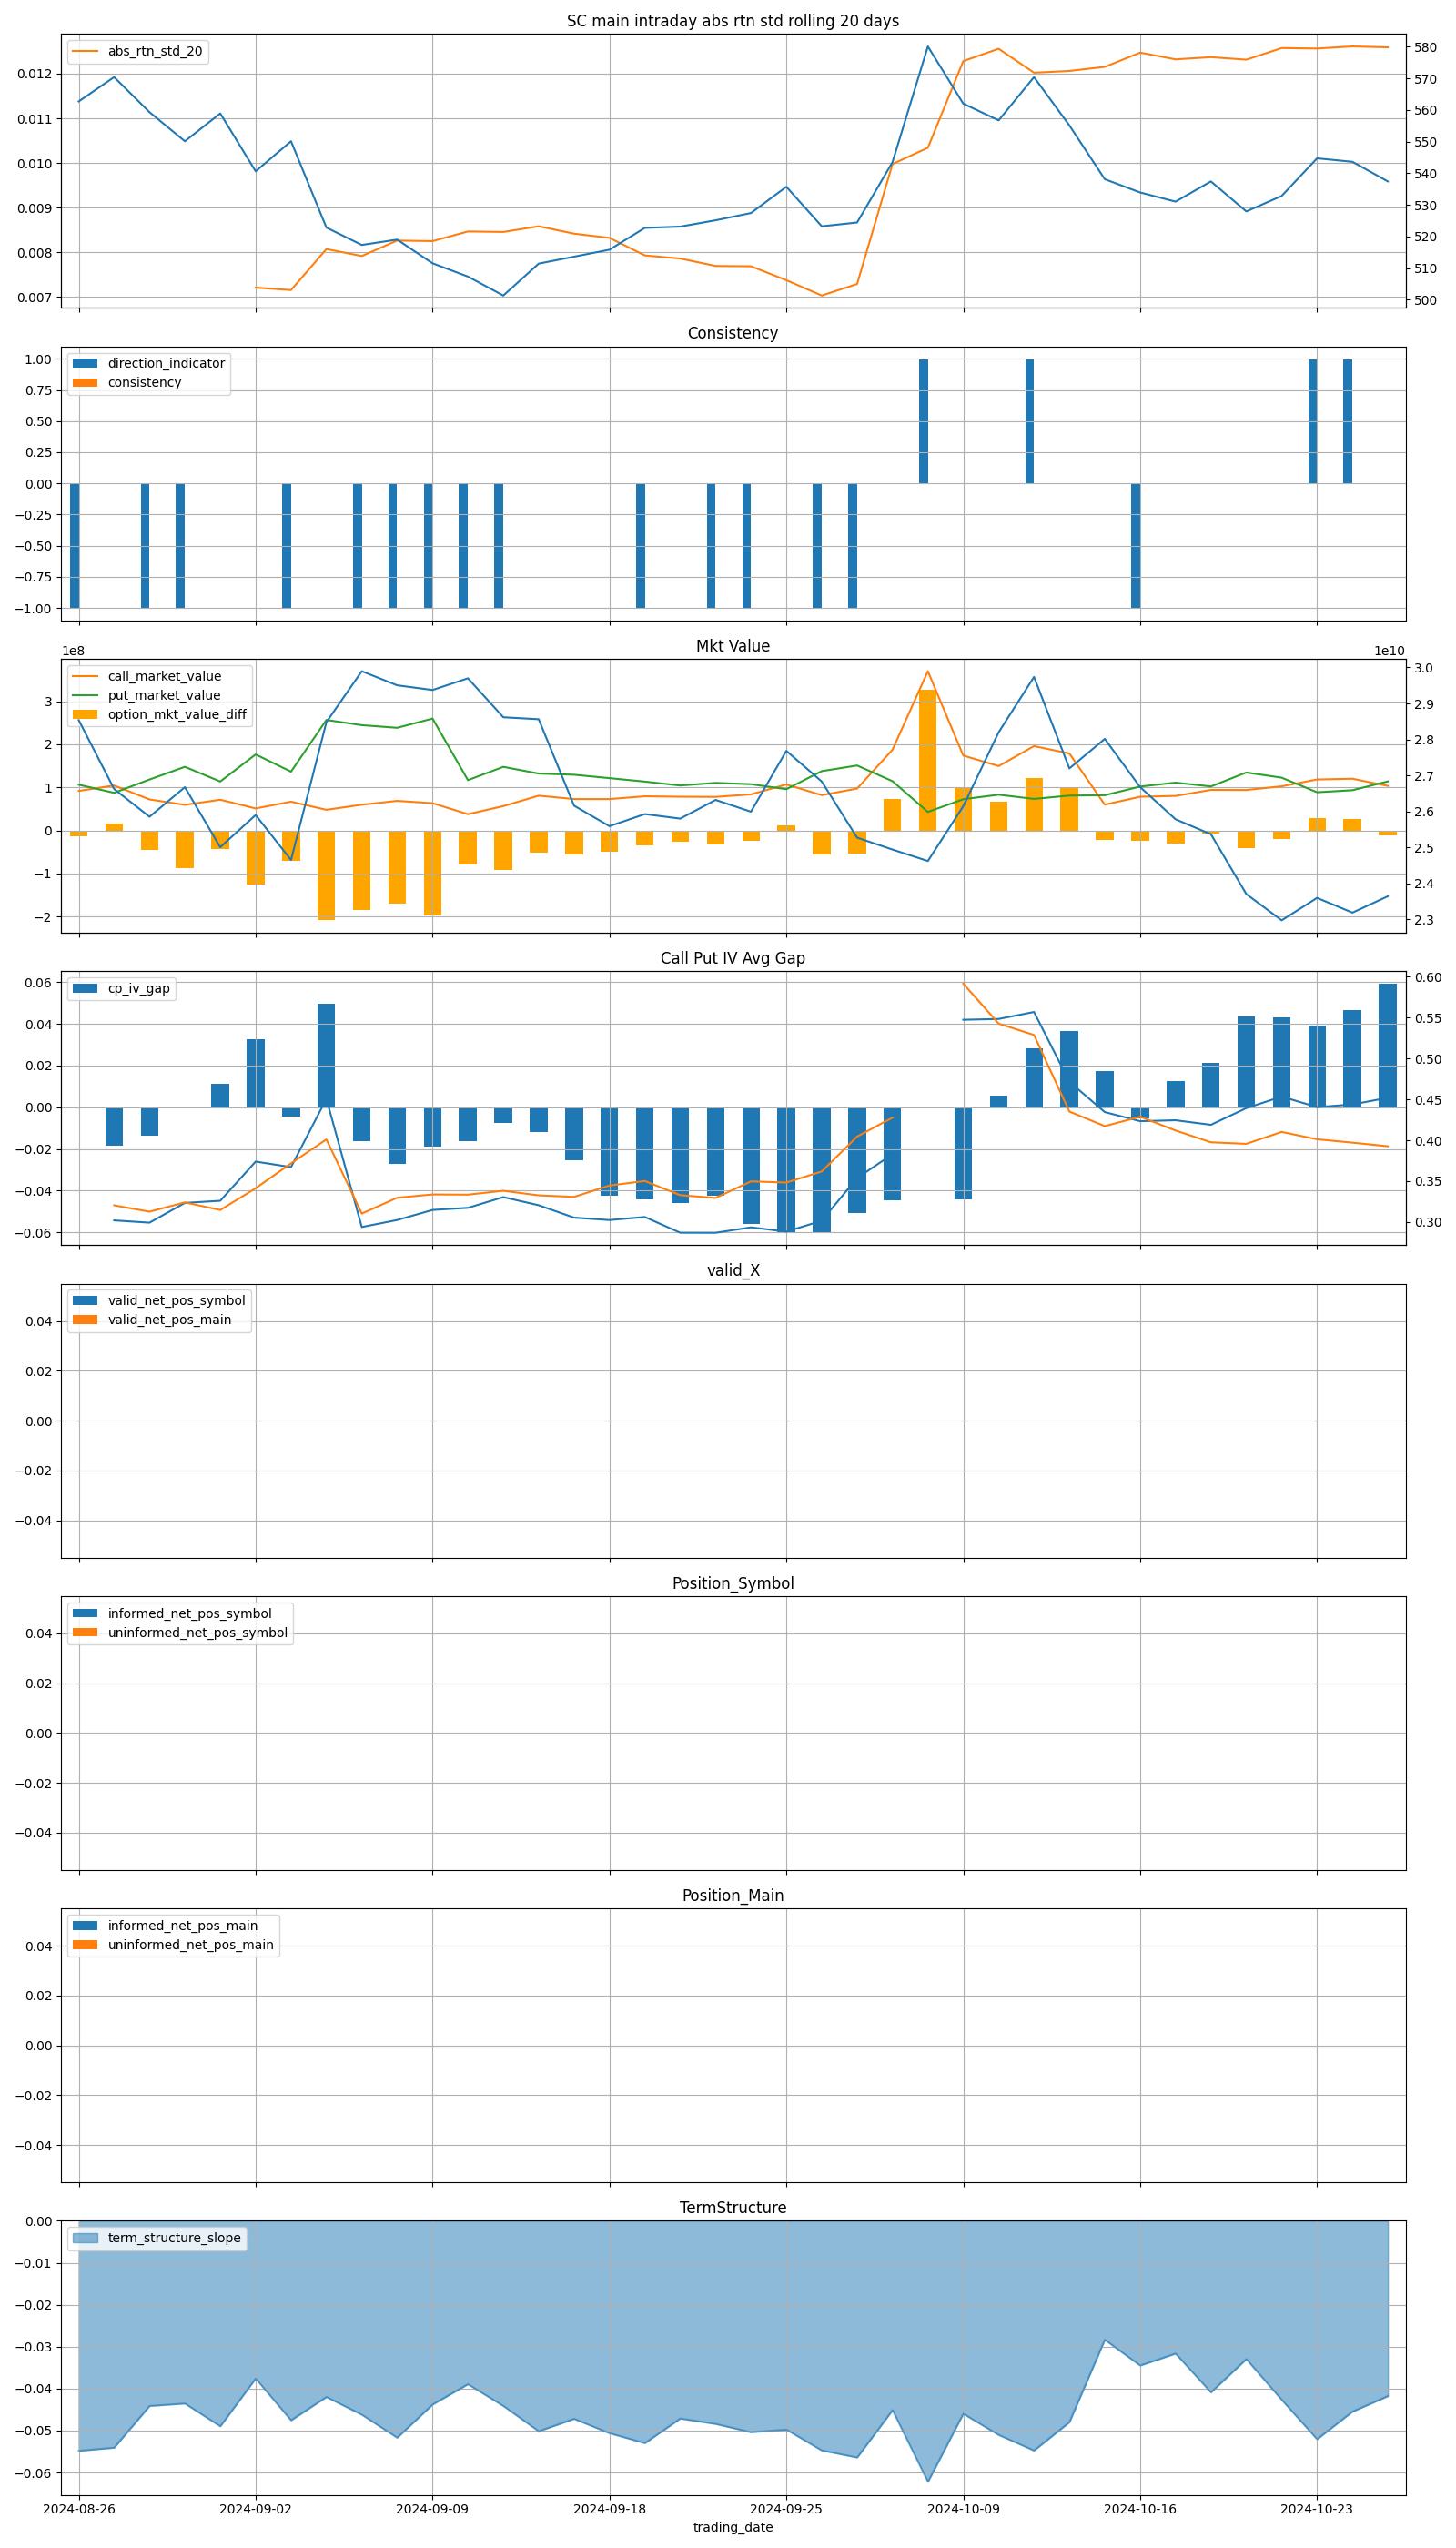 SC main intraday abs rtn std rolling 20 days
abs_rtn_std_20
0.012
0.011
0.010
0.009
0.008
0.007
580
570
560
550
540
530
520
510
500
Consistency
direction_indicator
consistency
1.00
0.75
0.50
0.25
0.00
−0.25
−0.50
−0.75
−1.00
Mkt Value
1e8
1e10
call_market_value
put_market_value
option_mkt_value_diff
3
2
1
0
−1
−2
3.0
2.9
2.8
2.7
2.6
2.5
2.4
2.3
Call Put IV Avg Gap
cp_iv_gap
0.06
0.04
0.02
0.00
−0.02
−0.04
−0.06
0.60
0.55
0.50
0.45
0.40
0.35
0.30
valid_X
valid_net_pos_symbol
valid_net_pos_main
0.04
0.02
0.00
−0.02
−0.04
Position_Symbol
informed_net_pos_symbol
uninformed_net_pos_symbol
0.04
0.02
0.00
−0.02
−0.04
Position_Main
informed_net_pos_main
uninformed_net_pos_main
0.04
0.02
0.00
−0.02
−0.04
TermStructure
term_structure_slope
0.00
−0.01
−0.02
−0.03
−0.04
−0.05
−0.06
2024-08-26 2024-09-02 2024-09-09 2024-09-18 2024-09-25 2024-10-09 2024-10-16 2024-10-23
trading_date